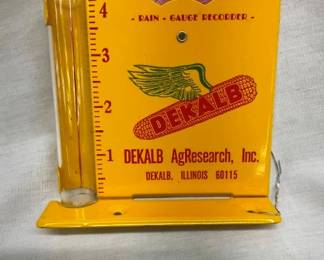 - RAIN - GAUGE RECORDER -
4
3
2
1
DEKALB
DEKALB AgResearch, Inc.
DEKALB, ILLINOIS 60115